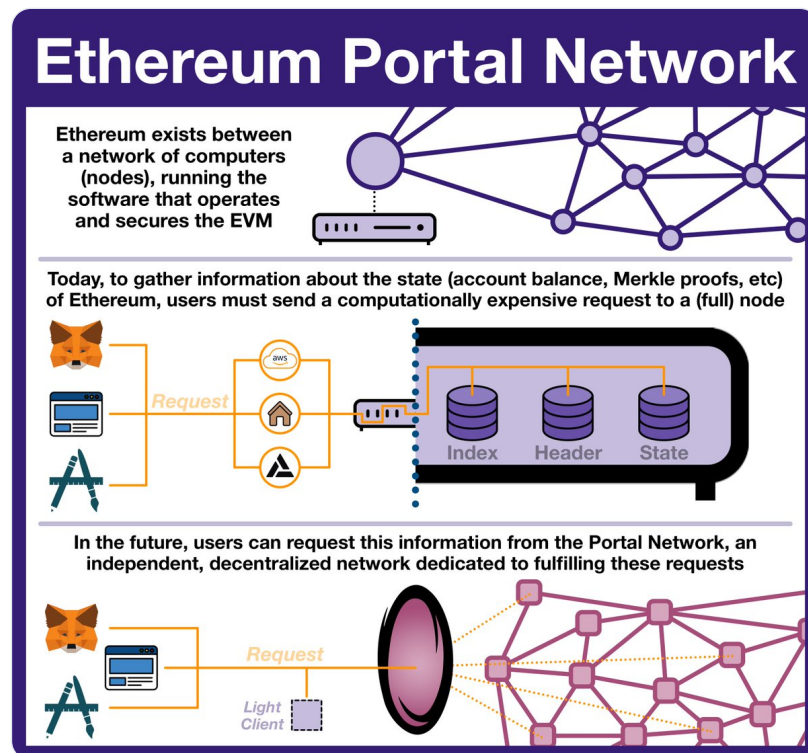 Ethereum Portal Network
Ethereum exists between
a network of computers
(nodes), running the
software that operates
and secures the EVM
Today, to gather information about the state (account balance, Merkle proofs, etc)
of Ethereum, users must send a computationally expensive request to a (full) node
aws
Request
Index
Header
State
In the future, users can request this information from the Portal Network, an
independent, decentralized network dedicated to fulfilling these requests
Request
Light
Client